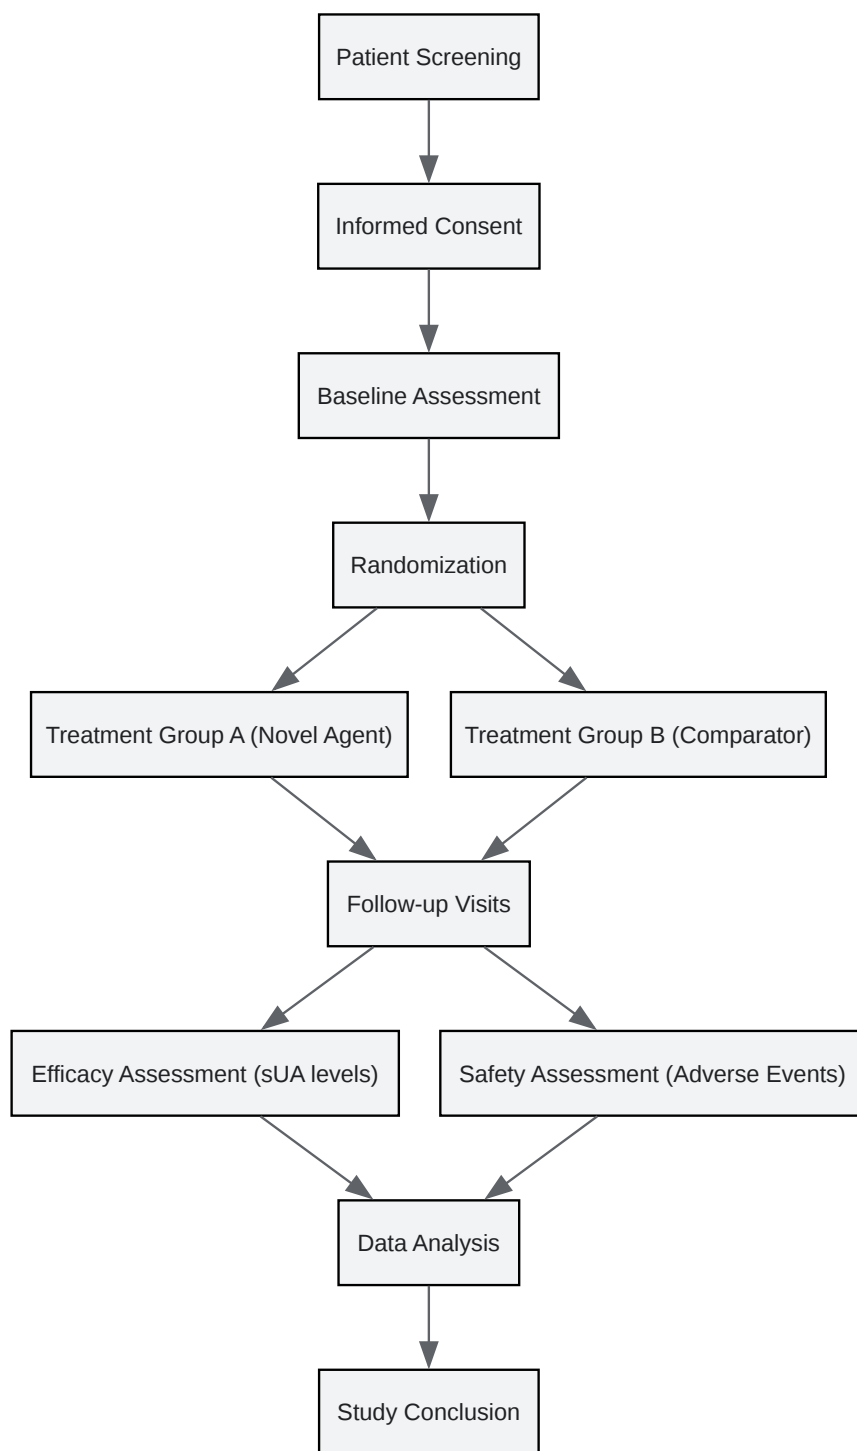 Patient Screening
Informed Consent
Baseline Assessment
Randomization
Treatment Group A (Novel Agent)
Treatment Group B (Comparator)
Follow-up Visits
Efficacy Assessment (sUA levels)
Safety Assessment (Adverse Events)
Data Analysis
Study Conclusion